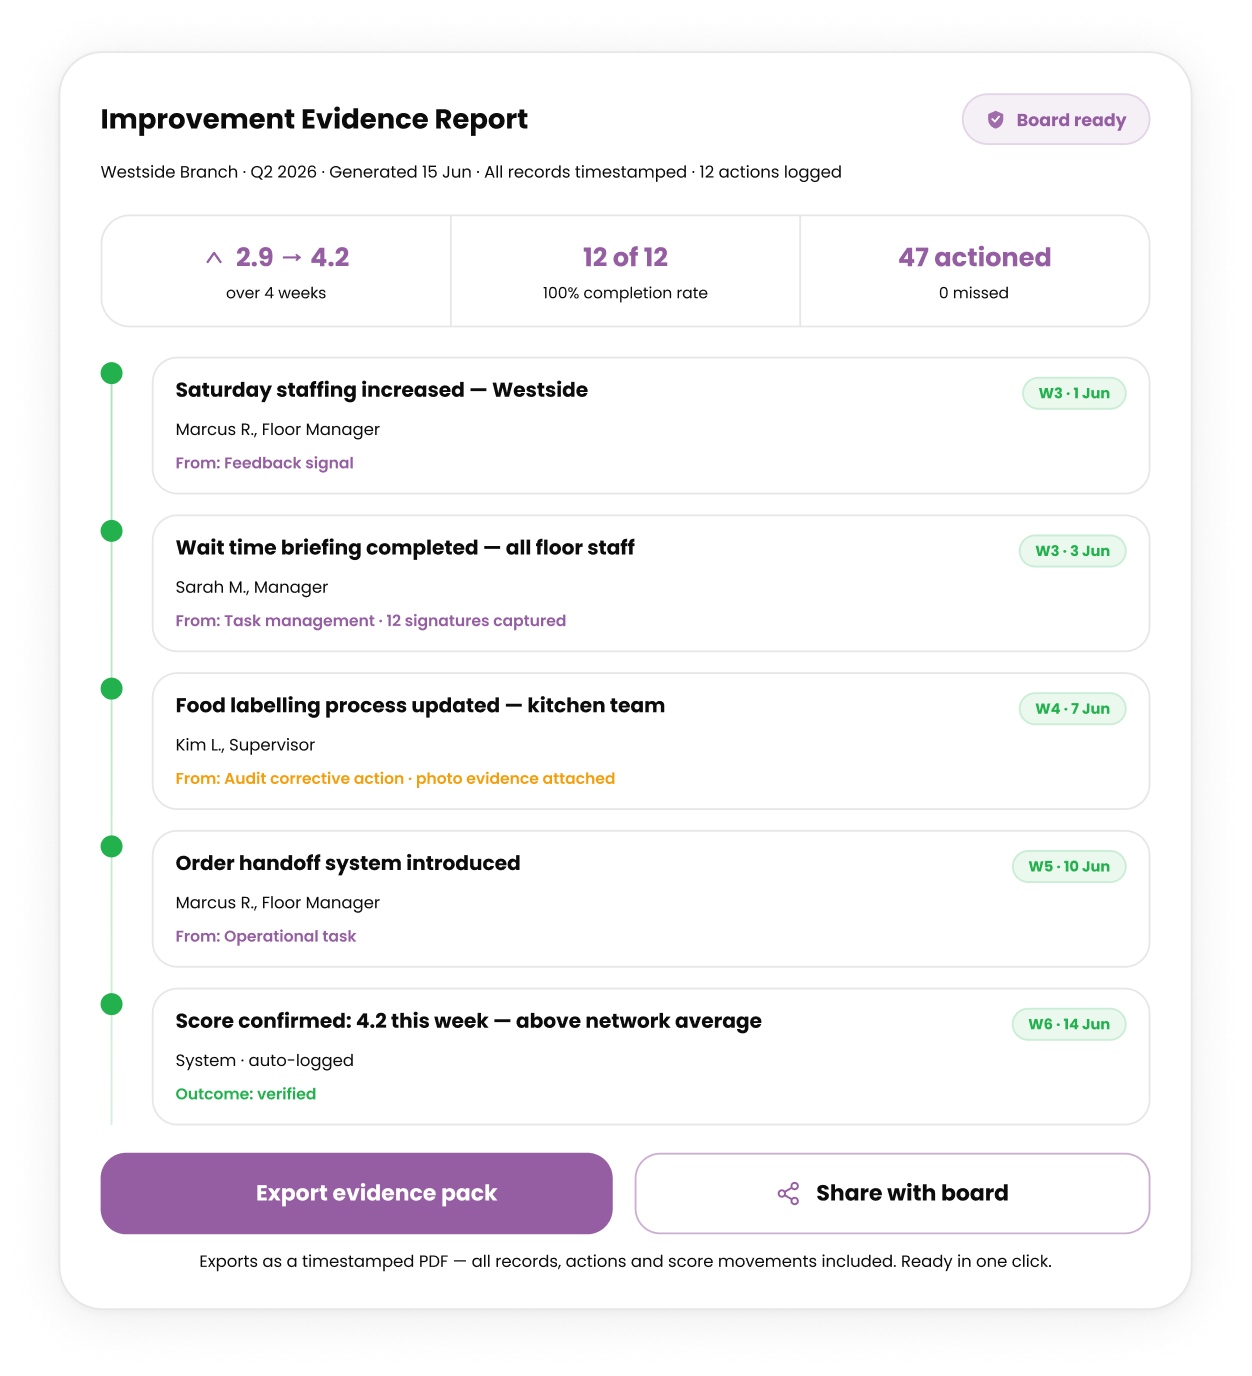 Improvement Evidence Report
Board ready
Westside Branch · Q2 2026 · Generated 15 Jun · All records timestamped · 12 actions logged
2.9 → 4.2
over 4 weeks
12 of 12
100% completion rate
47 actioned
0 missed
Saturday staffing increased — Westside
W3 · 1 Jun
Marcus R., Floor Manager
From: Feedback signal
Wait time briefing completed — all floor staff
W3 · 3 Jun
Sarah M., Manager
From: Task management · 12 signatures captured
Food labelling process updated — kitchen team
W4 · 7 Jun
Kim L., Supervisor
From: Audit corrective action · photo evidence attached
Order handoff system introduced
W5 · 10 Jun
Marcus R., Floor Manager
From: Operational task
Score confirmed: 4.2 this week — above network average
W6 · 14 Jun
System · auto-logged
Outcome: verified
Export evidence pack
Share with board
Exports as a timestamped PDF — all records, actions and score movements included. Ready in one click.